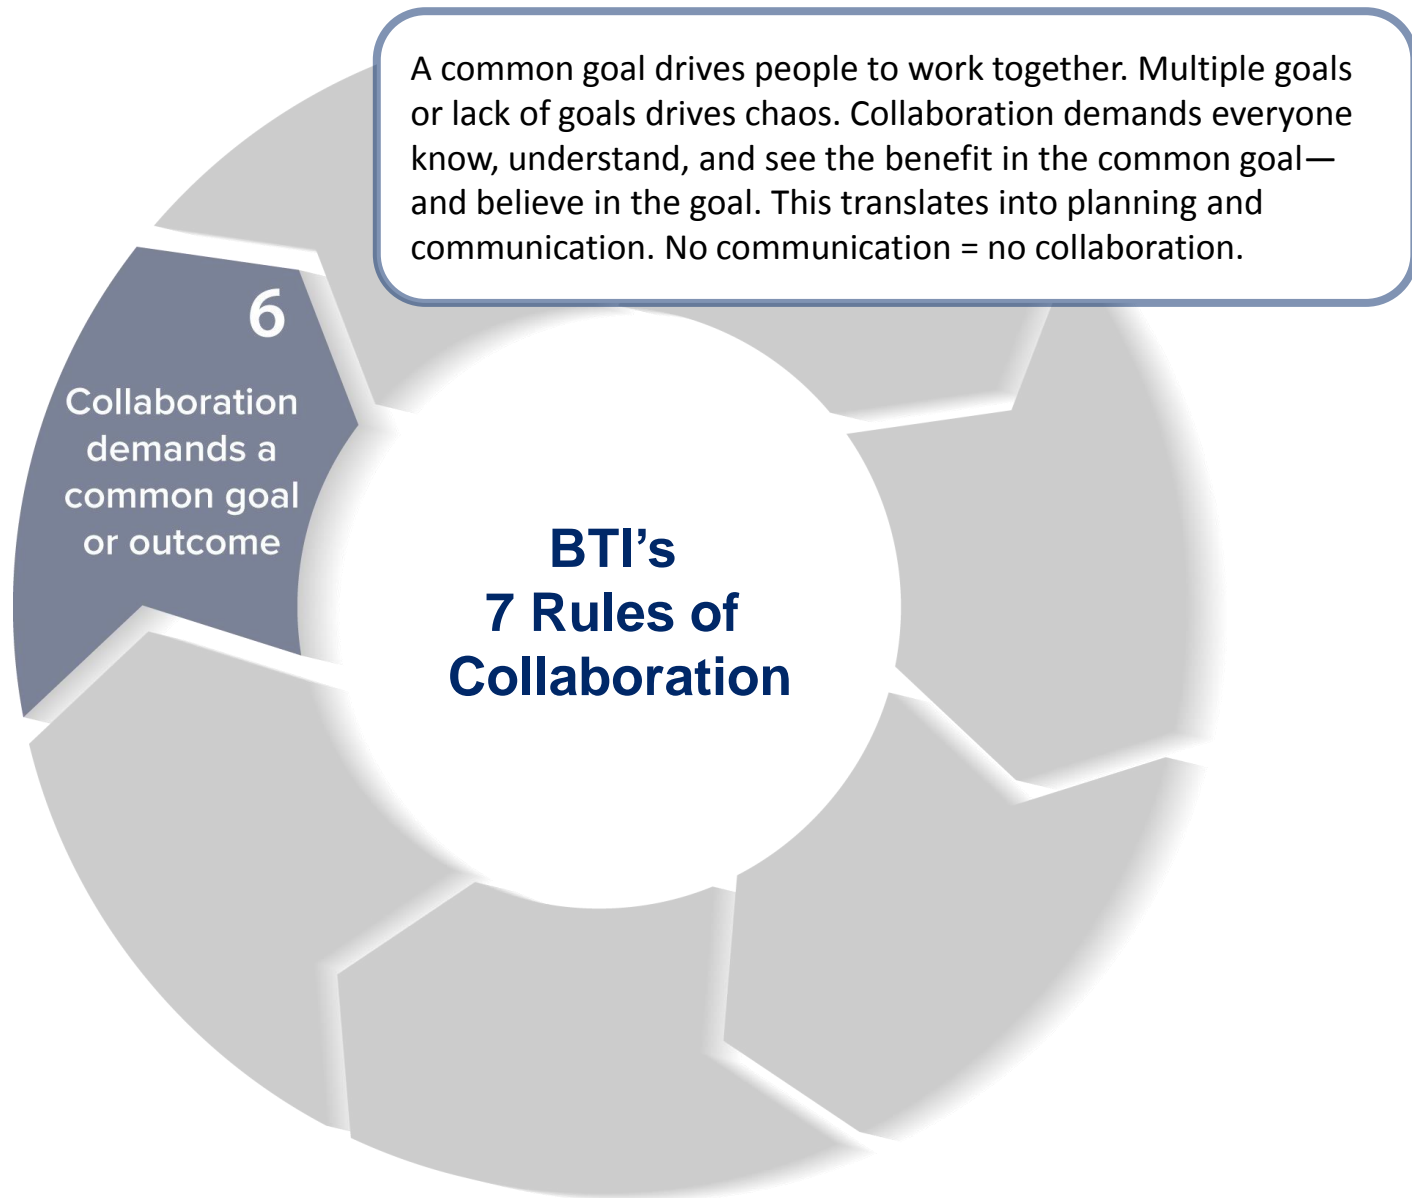 A common goal drives people to work together. Multiple goals
or lack of goals drives chaos. Collaboration demands everyone
know, understand, and see the benefit in the common goal—
and believe in the goal. This translates into planning and
communication. No communication = no collaboration.
6
Collaboration
demands a
common goal
or outcome
BTI’s
7 Rules of
Collaboration